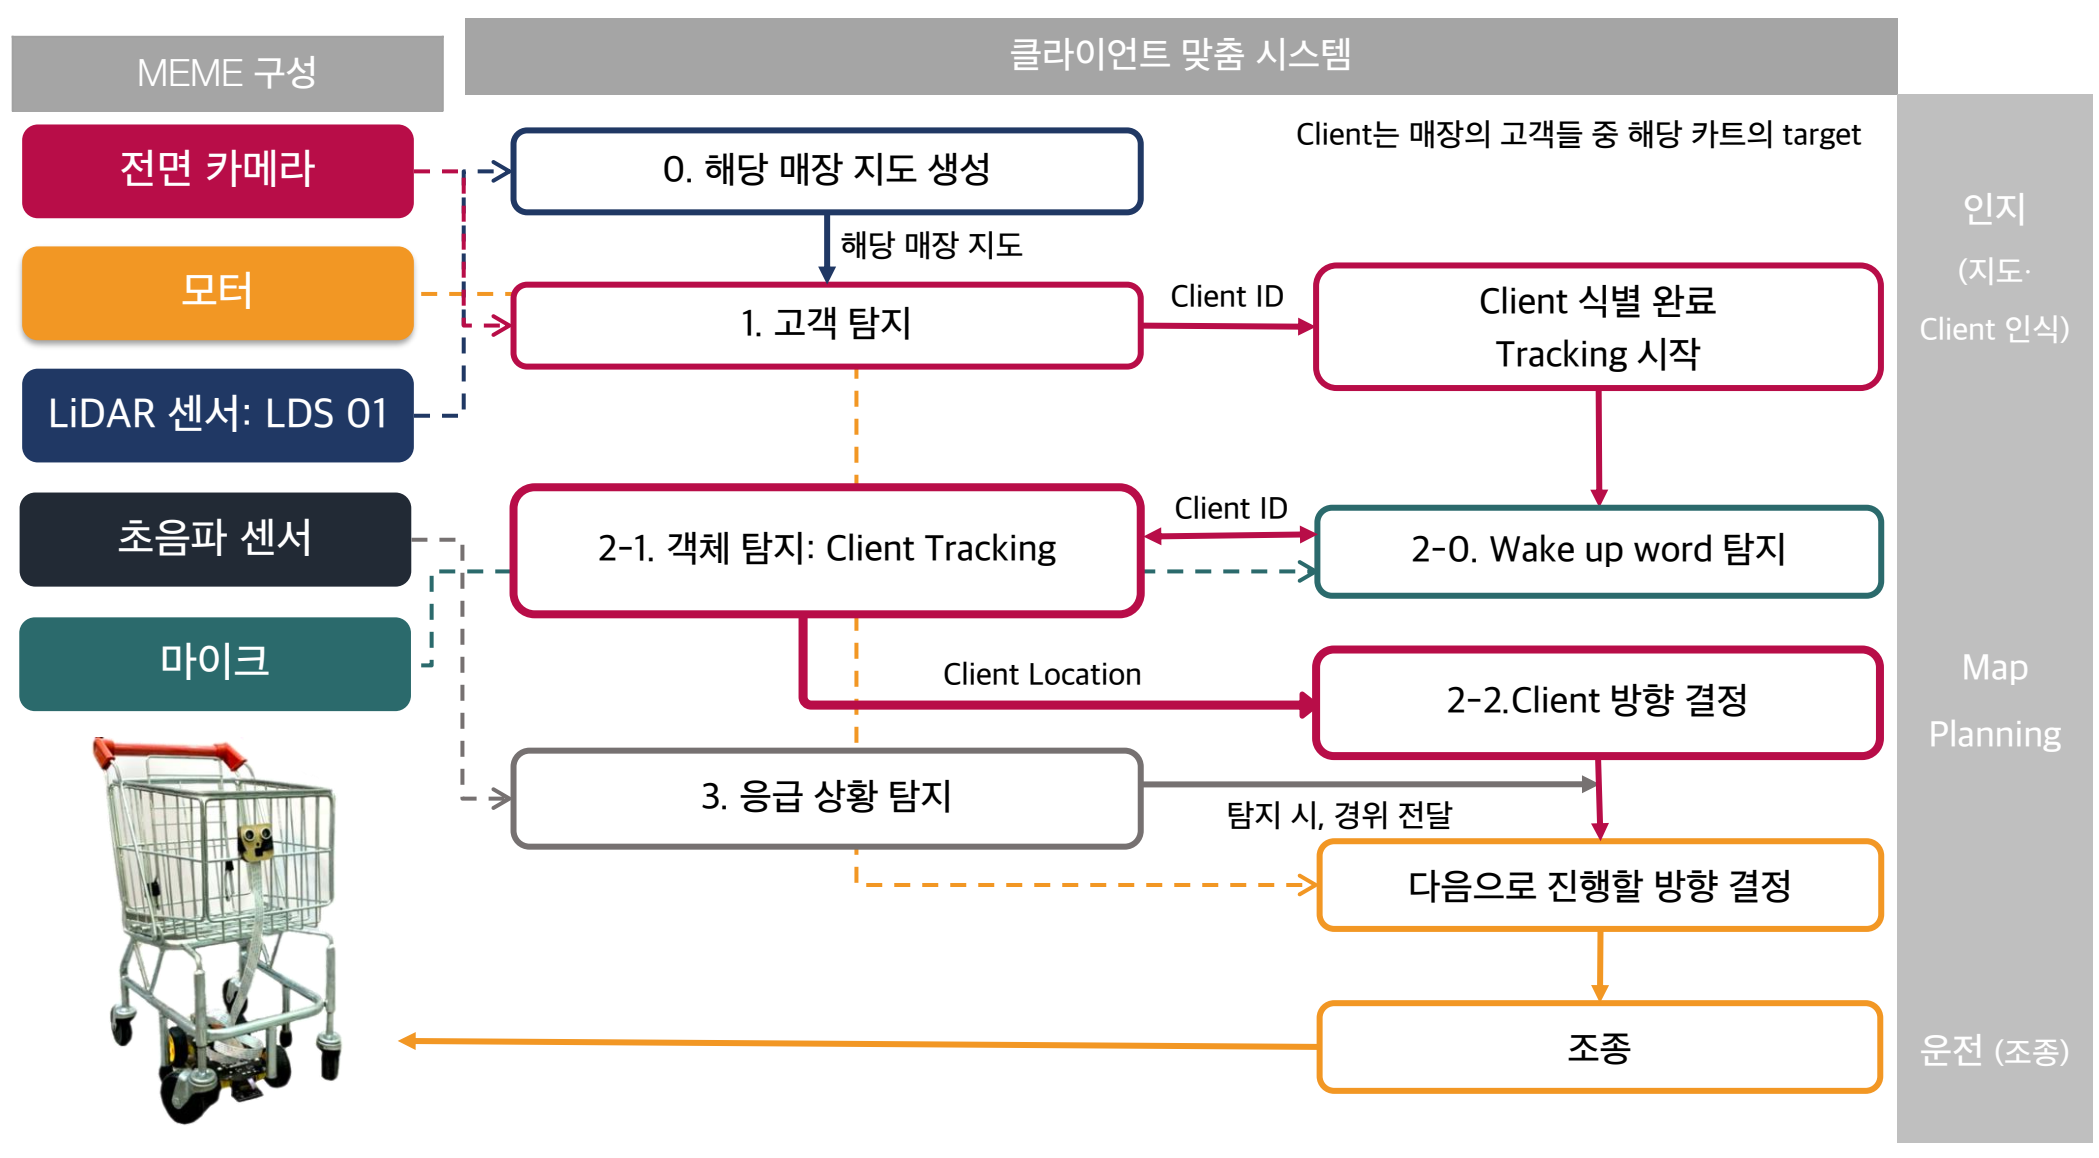 MEME 구성
클라이언트 맞춤 시스템
전면 카메라
모터
LiDAR 센서: LDS 01
초음파 센서
마이크
Client는 매장의 고객들 중 해당 카트의 target
0. 해당 매장 지도 생성
해당 매장 지도
1. 고객 탐지
Client ID
Client 식별 완료
Tracking 시작
2-1. 객체 탐지: Client Tracking
Client ID
2-0. Wake up word 탐지
Client Location
2-2.Client 방향 결정
3. 응급 상황 탐지
탐지 시, 경위 전달
다음으로 진행할 방향 결정
조종
인지
(지도·
Client 인식)
Map
Planning
운전 (조종)